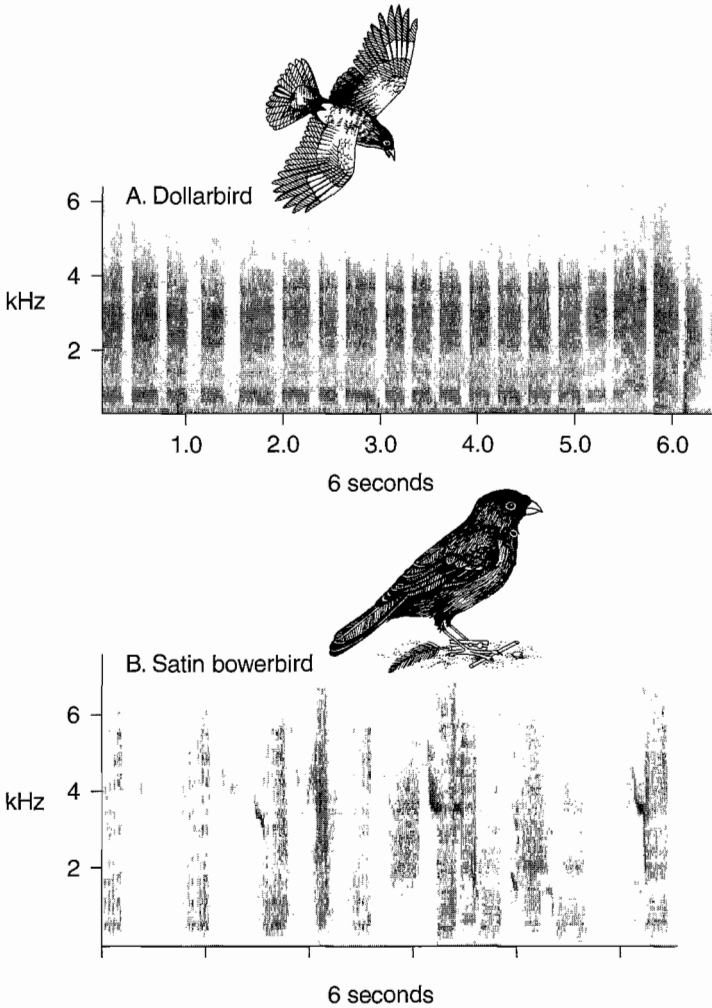 A. Dollarbird
6
4
kHz
2
1.0 2.0 3.0 4.0 5.0 6.0
6 seconds
B. Satin bowerbird
6
4
kHz
2
6 seconds